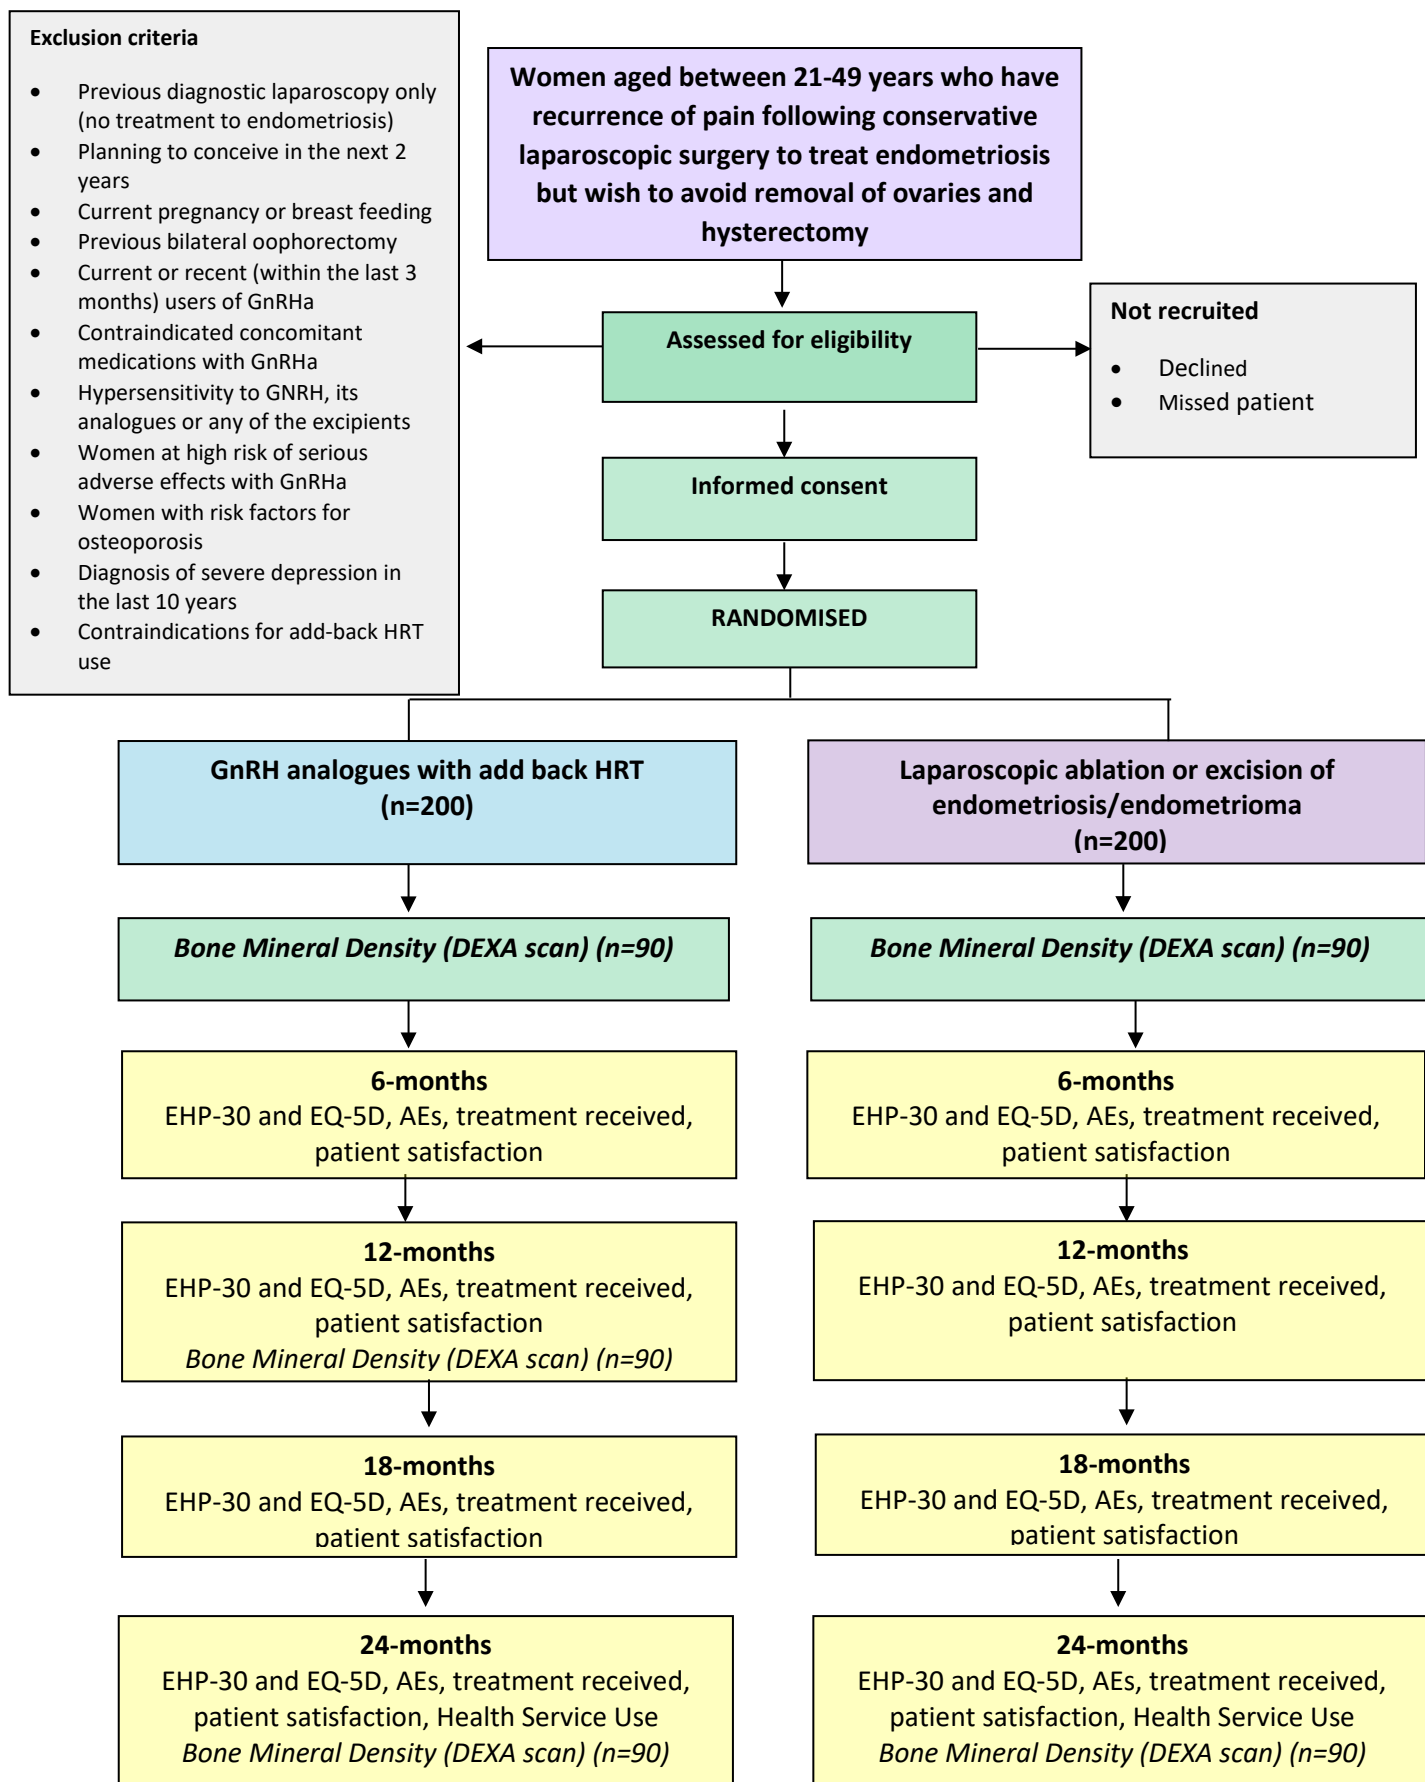 Exclusion criteria
• Previous diagnostic laparoscopy only
(no treatment to endometriosis)
• Planning to conceive in the next 2
years
• Current pregnancy or breast feeding
• Previous bilateral oophorectomy
• Current or recent (within the last 3
months) users of GnRHa
• Contraindicated concomitant
medications with GnRHa
• Hypersensitivity to GNRH, its
analogues or any of the excipients
• Women at high risk of serious
adverse effects with GnRHa
• Women with risk factors for
osteoporosis
• Diagnosis of severe depression in
the last 10 years
• Contraindications for add-back HRT
use
Women aged between 21-49 years who have
recurrence of pain following conservative
laparoscopic surgery to treat endometriosis
but wish to avoid removal of ovaries and
hysterectomy
Assessed for eligibility
Not recruited
• Declined
• Missed patient
Informed consent
RANDOMISED
GnRH analogues with add back HRT
(n=200)
Laparoscopic ablation or excision of
endometriosis/endometrioma
(n=200)
Bone Mineral Density (DEXA scan) (n=90)
Bone Mineral Density (DEXA scan) (n=90)
6-months
EHP-30 and EQ-5D, AEs, treatment received,
patient satisfaction
6-months
EHP-30 and EQ-5D, AEs, treatment received,
patient satisfaction
12-months
EHP-30 and EQ-5D, AEs, treatment received,
patient satisfaction
Bone Mineral Density (DEXA scan) (n=90)
12-months
EHP-30 and EQ-5D, AEs, treatment received,
patient satisfaction
18-months
EHP-30 and EQ-5D, AEs, treatment received,
patient satisfaction
18-months
EHP-30 and EQ-5D, AEs, treatment received,
patient satisfaction
24-months
EHP-30 and EQ-5D, AEs, treatment received,
patient satisfaction, Health Service Use
Bone Mineral Density (DEXA scan) (n=90)
24-months
EHP-30 and EQ-5D, AEs, treatment received,
patient satisfaction, Health Service Use
Bone Mineral Density (DEXA scan) (n=90)